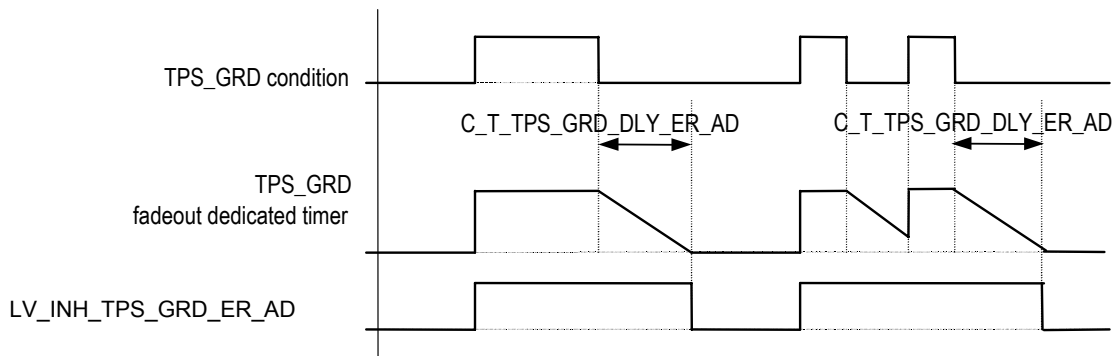 TPS_GRD condition
C_T_TPS_GRD_DLY_ER_AD
C_T_TPS_GRD_DLY_ER_AD
TPS_GRD
fadeout dedicated timer
LV_INH_TPS_GRD_ER_AD